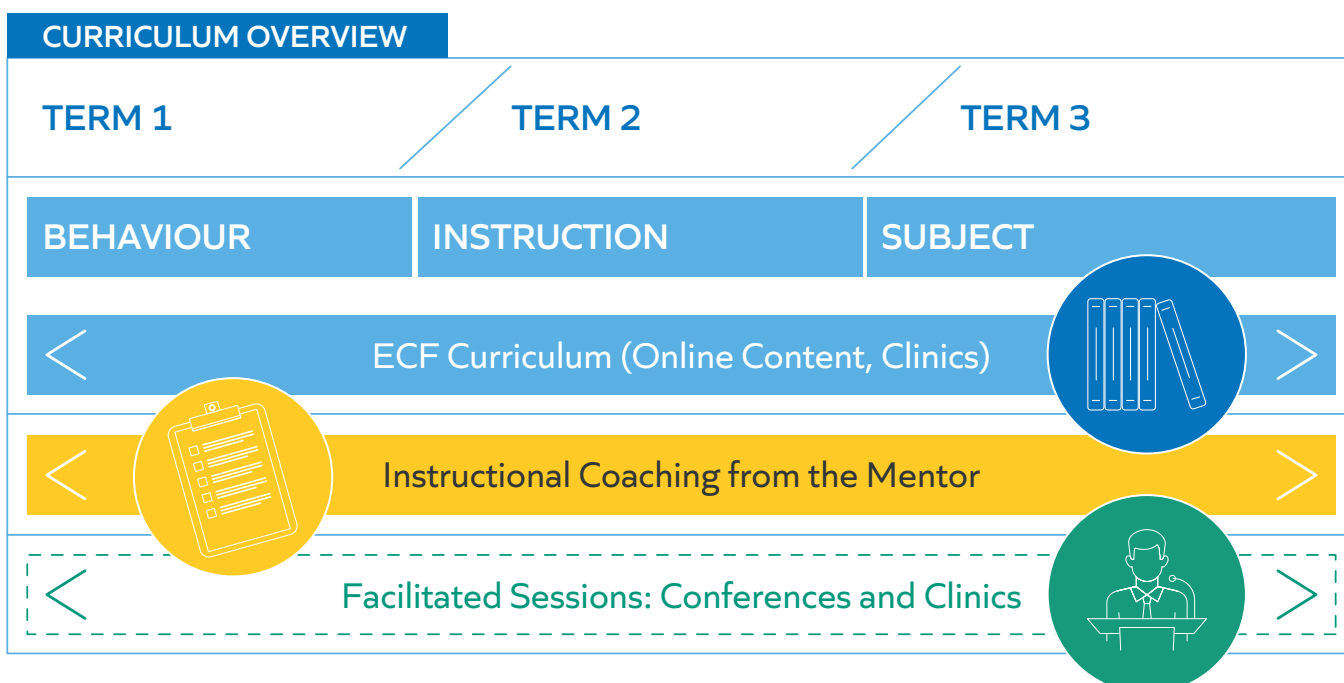 CURRICULUM OVERVIEW
TERM 1
TERM 2
TERM 3
BEHAVIOUR
INSTRUCTION
SUBJECT
ECF Curriculum (Online Content, Clinics)
Instructional Coaching from the Mentor
Facilitated Sessions: Conferences and Clinics